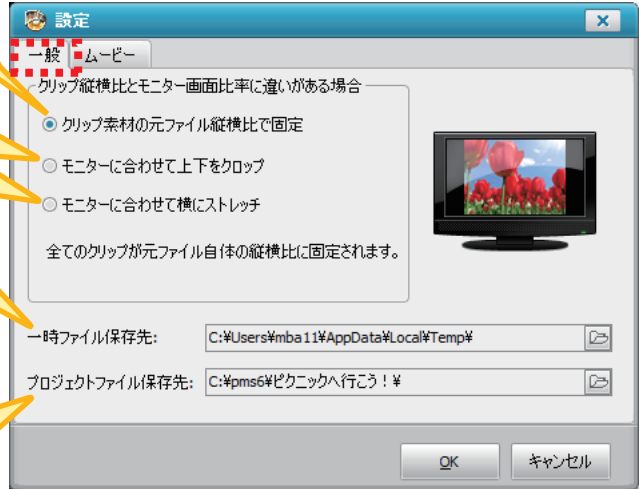 設定
一般 ムービー
クリップ縦横比とモニター画面比率に違いがある場合
クリップ素材の元ファイル縦横比で固定
モニターに合わせて上下をクロップ
モニターに合わせて横にストレッチ
全てのクリップが元ファイル自体の縦横比に固定されます。
一時ファイル保存先: C:¥Users¥mba11¥AppData¥Local¥Temp¥
プロジェクトファイル保存先: C:¥pms6¥ピクニックへ行こう！¥
OK キャンセル